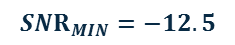 SNR_MIN = −12.5